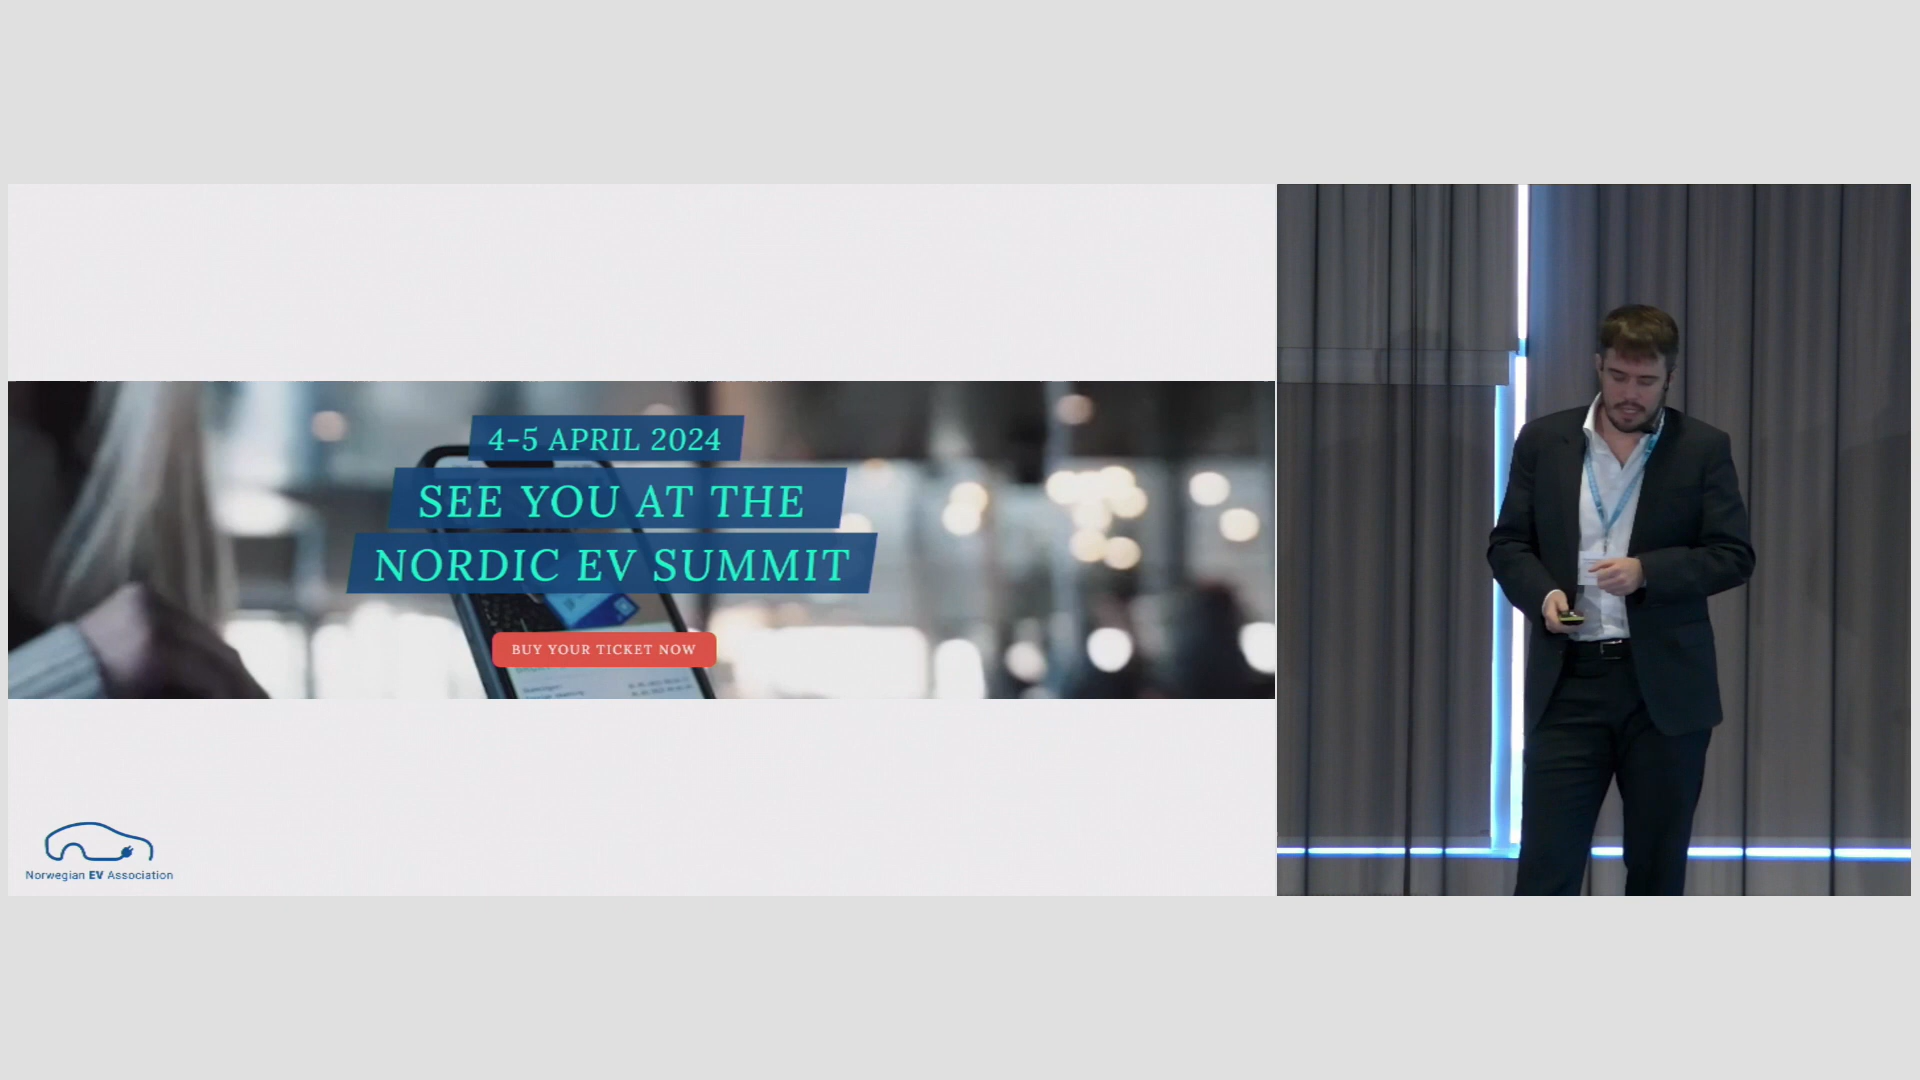 4-5 APRIL 2024
SEE YOU AT THE
NORDIC EV SUMMIT
BUY YOUR TICKET NOW
Norwegian EV Association